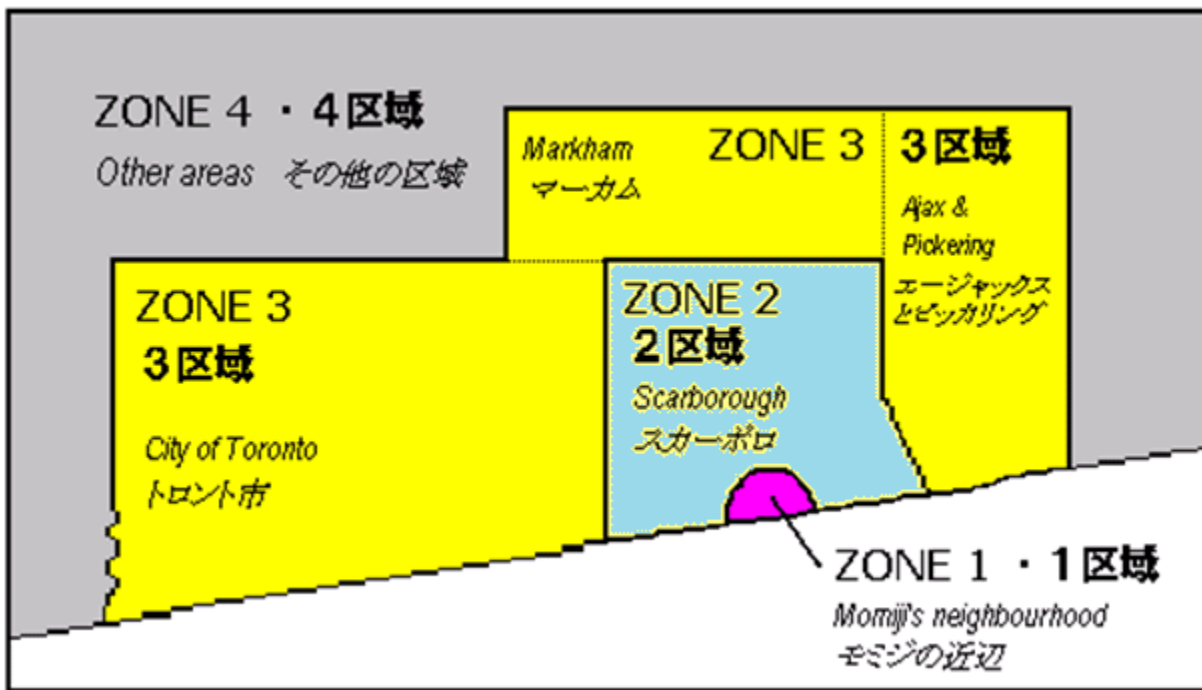 ZONE 4 ・4区域
Other areas その他の区域
Markham
マーカム
ZONE 3
3区域
Ajax &
Pickering
エージャックス
とピッカリング
ZONE 3
3区域
City of Toronto
トロント市
ZONE 2
2区域
Scarborough
スカーボロ
ZONE 1 ・1区域
Momiji's neighbourhood
モミジの近辺